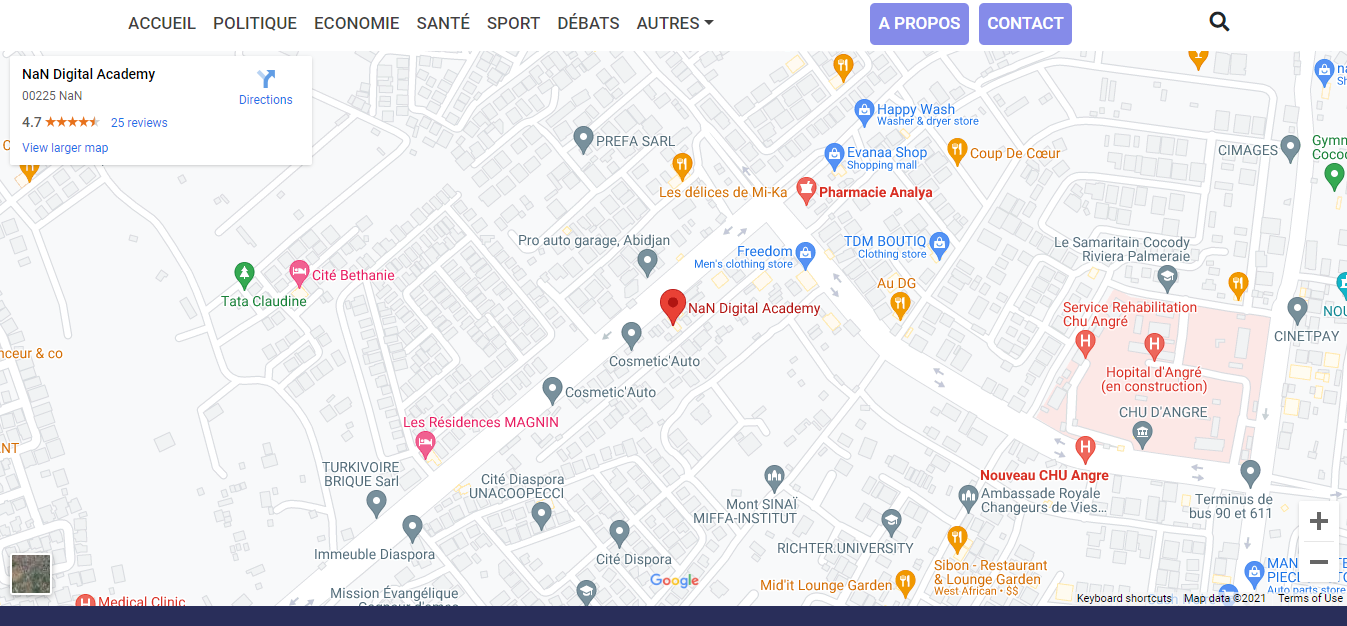 ACCUEIL POLITIQUE ECONOMIE SANTÉ SPORT DÉBATS AUTRES A PROPOS CONTACT
NaN Digital Academy
00225 NaN
Directions
4.7 25 reviews
View larger map
Happy Wash
Washer & dryer store
PREFA SARL
Evanaa Shop
Shopping mall
Coup De Cœur
CIMAGES
Gymn
Coco
Les délices de Mi-Ka
Pharmacie Analya
Pro auto garage, Abidjan
Freedom
Men's clothing store
TDM BOUTIQ
Clothing store
Le Samaritain Cocody
Riviera Palmeraie
Cité Bethanie
Tata Claudine
Au DG
NaN Digital Academy
Service Rehabilitation
Chu Angré
NOU
CINETPAY
nceur & co
Cosmetic'Auto
Hopital d'Angré
(en construction)
Cosmetic'Auto
CHU D'ANGRE
Les Résidences MAGNIN
ANT
TURKIVOIRE
BRIQUE Sarl
Cité Diaspora
UNACOOPECCI
Nouveau CHU Angre
Ambassade Royale
Changeurs de Vies...
Mont SINAÏ
MIFFA-INSTITUT
Terminus de
bus 90 et 611
Immeuble Diaspora
Cité Dispora
RICHTER.UNIVERSITY
Sibon - Restaurant
& Lounge Garden
West African • $$
Mid'it Lounge Garden
MAN
PIEC
Auto parts store
Google
Mission Évangélique
Medical Clinic
Keyboard shortcuts Map data ©2021 Terms of Use